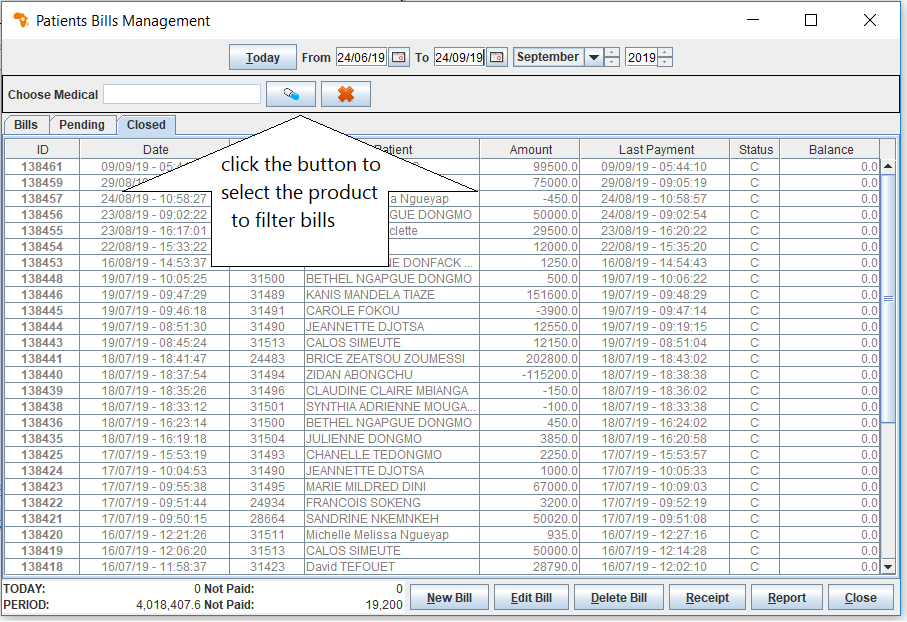 Patients Bills Management
Today From 24/06/19 To 24/09/19 September 2019
Choose Medical
Bills Pending Closed
ID Date Patient Amount Last Payment Status Balance
138461 09/09/19 - 05:4 99500.0 09/09/19 - 05:44:10 C 0.0
138459 29/08/19 75000.0 29/08/19 - 09:05:19 C 0.0
138457 24/08/19 - 10:58:27 a Ngueyap -450.0 24/08/19 - 10:58:57 C 0.0
138456 23/08/19 - 09:02:22 GUE DONGMO 50000.0 23/08/19 - 09:02:54 C 0.0
138455 23/08/19 - 16:17:01 clette 29500.0 23/08/19 - 16:20:22 C 0.0
138454 22/08/19 - 15:33:22 12000.0 22/08/19 - 15:35:20 C 0.0
138453 16/08/19 - 14:53:37 UE DONFACK ... 1250.0 16/08/19 - 14:54:43 C 0.0
138448 19/07/19 - 10:05:25 31500 BETHEL NGAPGUE DONGMO 500.0 19/07/19 - 10:06:22 C 0.0
138446 19/07/19 - 09:47:29 31489 KANIS MANDELA TIAZE 151600.0 19/07/19 - 09:48:29 C 0.0
138445 19/07/19 - 09:46:18 31491 CAROLE FOKOU -3900.0 19/07/19 - 09:47:14 C 0.0
138444 19/07/19 - 08:51:30 31490 JEANNETTE DJOTSA 12550.0 19/07/19 - 09:19:15 C 0.0
138443 19/07/19 - 08:45:24 31513 CALOS SIMEUTE 12150.0 19/07/19 - 08:51:04 C 0.0
138441 18/07/19 - 18:41:47 24483 BRICE ZEATSOU ZOUMESSI 202800.0 18/07/19 - 18:43:02 C 0.0
138440 18/07/19 - 18:37:54 31494 ZIDAN ABONGCHU -115200.0 18/07/19 - 18:38:38 C 0.0
138439 18/07/19 - 18:35:26 31496 CLAUDINE CLAIRE MBIANGA -150.0 18/07/19 - 18:36:02 C 0.0
138438 18/07/19 - 18:33:12 31501 SYNTHIA ADRIENNE MOUGA... -100.0 18/07/19 - 18:33:38 C 0.0
138436 18/07/19 - 16:23:14 31500 BETHEL NGAPGUE DONGMO 450.0 18/07/19 - 16:24:02 C 0.0
138435 18/07/19 - 16:19:18 31504 JULIENNE DONGMO 3850.0 18/07/19 - 16:20:58 C 0.0
138425 17/07/19 - 15:53:19 31493 CHANELLE TEDONGMO 2250.0 17/07/19 - 15:53:57 C 0.0
138424 17/07/19 - 10:04:53 31490 JEANNETTE DJOTSA 1000.0 17/07/19 - 10:05:33 C 0.0
138423 17/07/19 - 09:55:38 31495 MARIE MILDRED DINI 67000.0 17/07/19 - 10:09:03 C 0.0
138422 17/07/19 - 09:51:44 24934 FRANCOIS SOKENG 3200.0 17/07/19 - 09:52:19 C 0.0
138421 17/07/19 - 09:50:15 28664 SANDRINE NKEMNKEH 50020.0 17/07/19 - 09:51:08 C 0.0
138420 16/07/19 - 12:21:26 31511 Michelle Melissa Ngueyap 935.0 16/07/19 - 12:27:16 C 0.0
138419 16/07/19 - 12:06:20 31513 CALOS SIMEUTE 50000.0 16/07/19 - 12:14:28 C 0.0
138418 16/07/19 - 11:58:37 31423 David TEFOUET 28790.0 16/07/19 - 12:02:10 C 0.0
click the button to
select the product
to filter bills
TODAY: 0 Not Paid: 0
PERIOD: 4,018,407.6 Not Paid: 19,200
New Bill Edit Bill Delete Bill Receipt Report Close